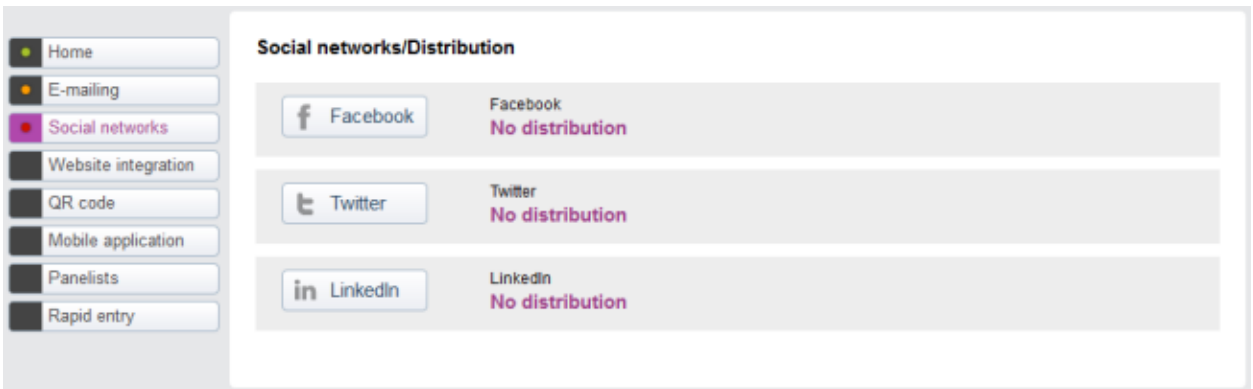 Home
E-mailing
Social networks
Website integration
QR code
Mobile application
Panelists
Rapid entry
Social networks/Distribution
Facebook
Facebook
No distribution
Twitter
Twitter
No distribution
LinkedIn
LinkedIn
No distribution